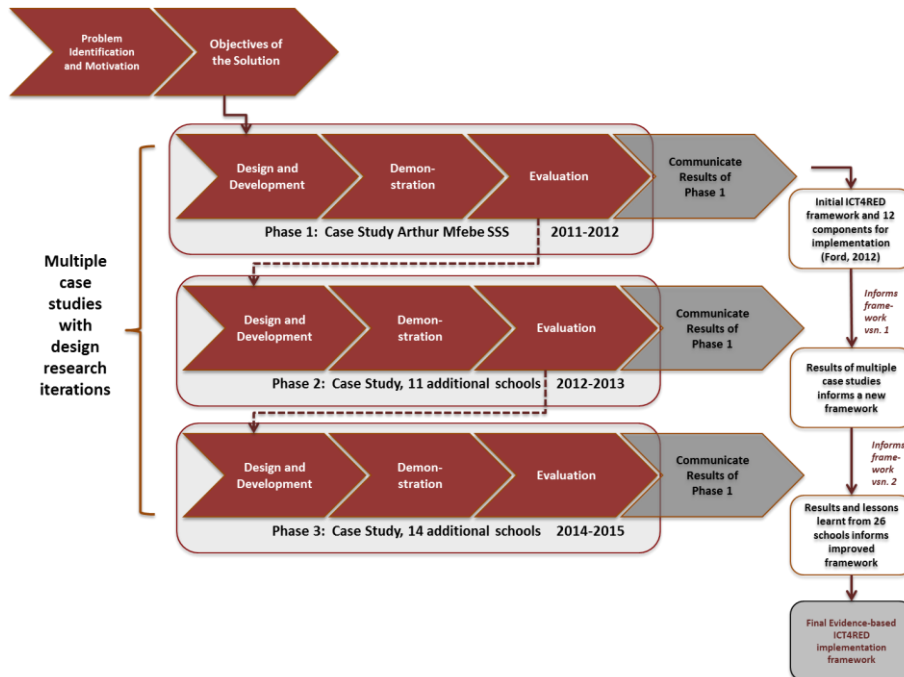 Problem
Identification
and Motivation
Objectives of
the Solution
Multiple
case
studies
with
design
research
iterations
Design and
Development
Demon-
stration
Evaluation
Communicate
Results of
Phase 1
Phase 1: Case Study Arthur Mfebe SSS 2011-2012
Design and
Development
Demon-
stration
Evaluation
Communicate
Results of
Phase 1
Phase 2: Case Study, 11 additional schools 2012-2013
Design and
Development
Demon-
stration
Evaluation
Communicate
Results of
Phase 1
Phase 3: Case Study, 14 additional schools 2014-2015
Initial ICT4RED
framework and 12
components for
implementation
(Ford, 2012)
Informs
frame-
work
vsn. 1
Results of multiple
case studies
informs a new
framework
Informs
frame-
work
vsn. 2
Results and lessons
learnt from 26
schools informs
improved
framework
Final Evidence-based
ICT4RED
implementation
framework